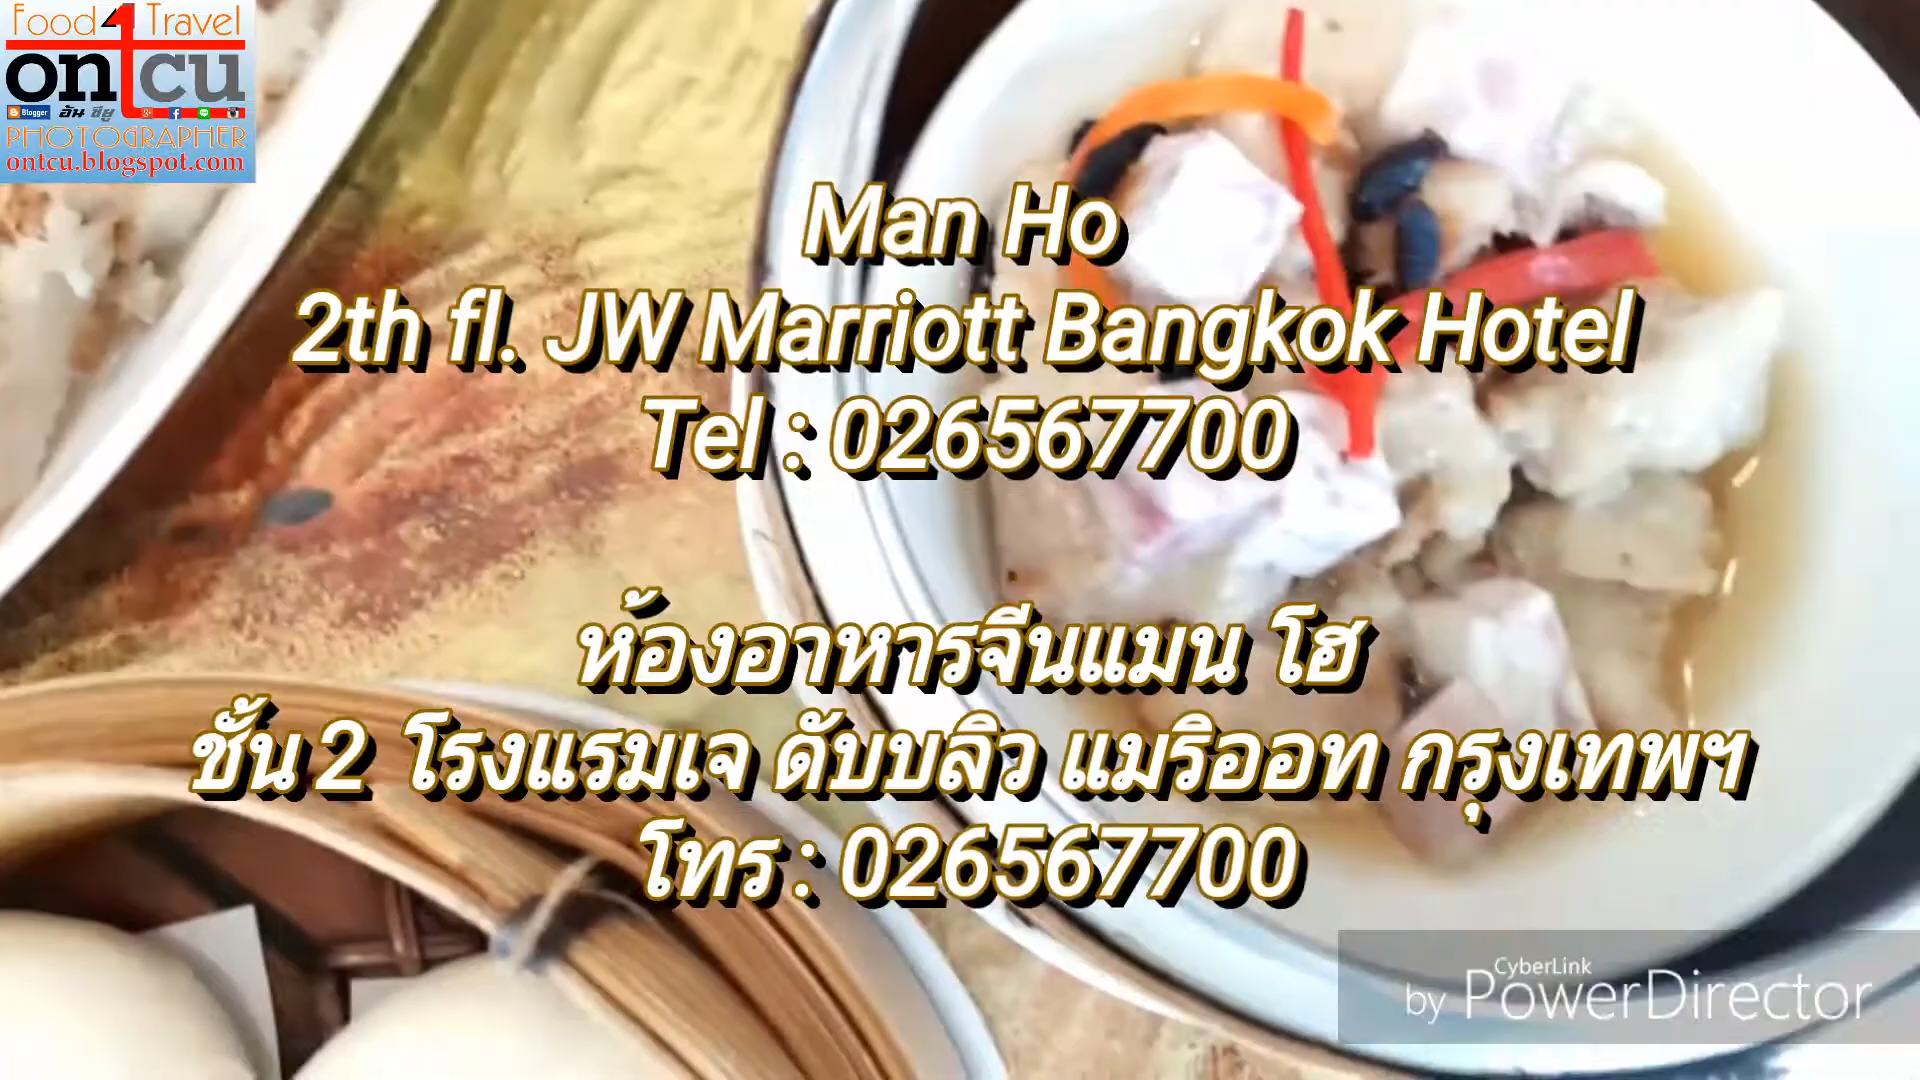 Food 4 Travel
ontcu
Blogger อัน ซียู
PHOTOGRAPHER
ontcu.blogspot.com
Man Ho
2th fl. JW Marriott Bangkok Hotel
Tel : 026567700
ห้องอาหารจีนแมน โฮ
ชั้น 2 โรงแรมเจ ดับบลิว แมริออท กรุงเทพฯ
โทร : 026567700
CyberLink
by PowerDirector